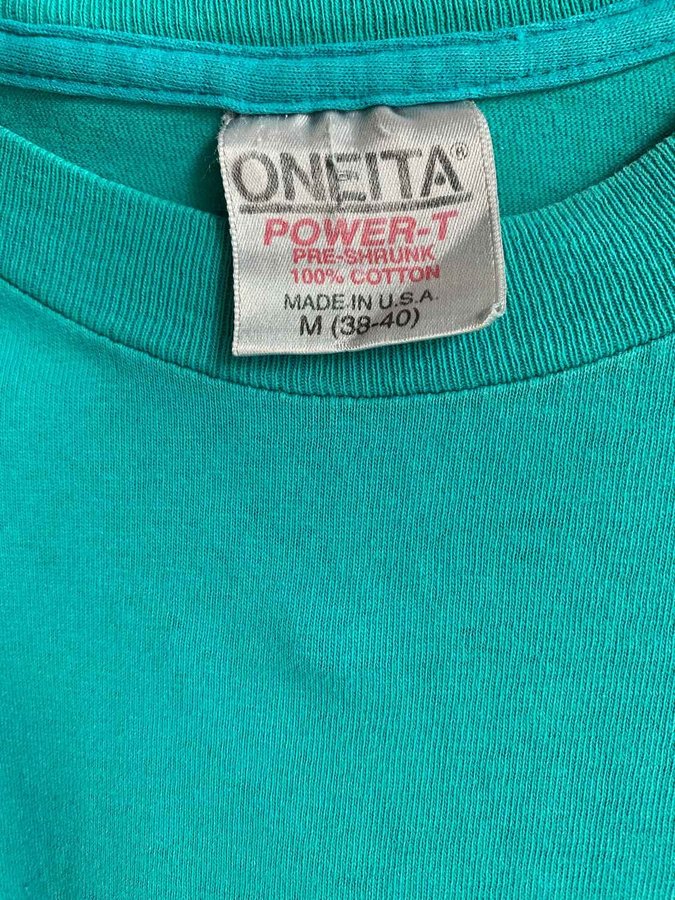 ONEITA®
POWER-T
PRE-SHRUNK
100% COTTON
MADE IN U.S.A.
M (38-40)